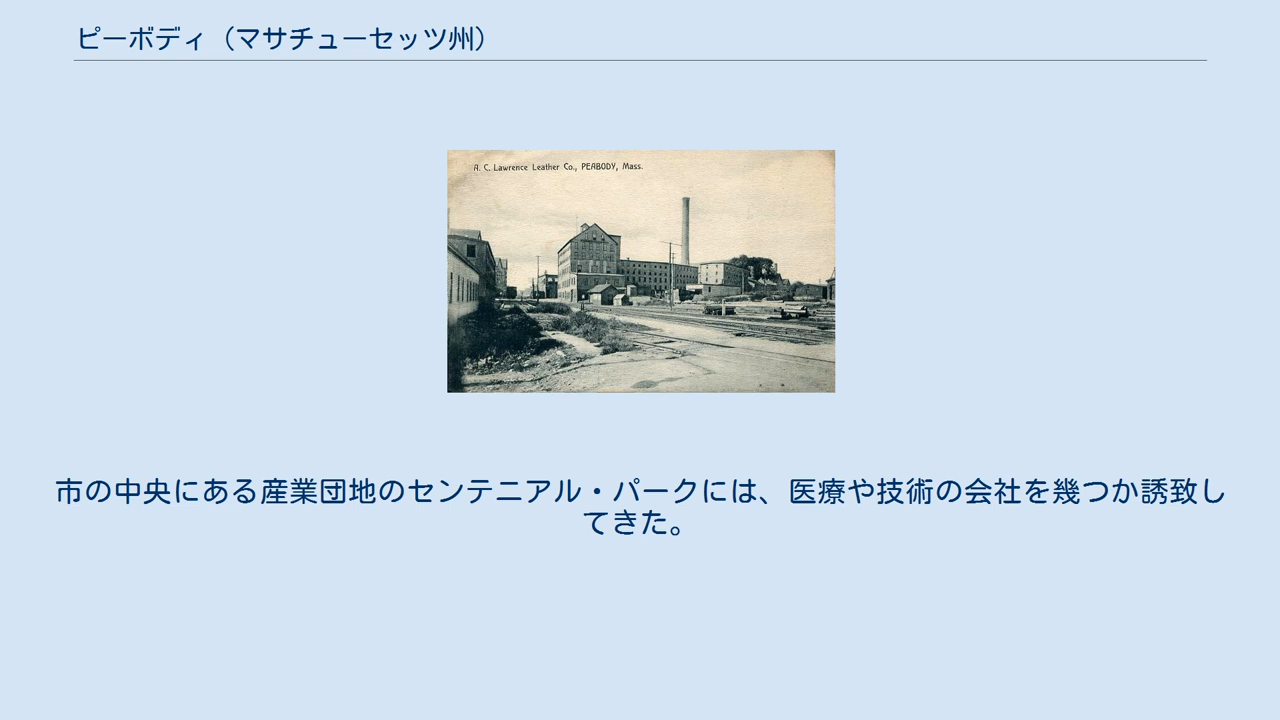 ピーボディ（マサチューセッツ州）
A. C. Lawrence Leather Co., PEABODY, Mass.
市の中央にある産業団地のセンテニアル・パークには、医療や技術の会社を幾つか誘致し
てきた。